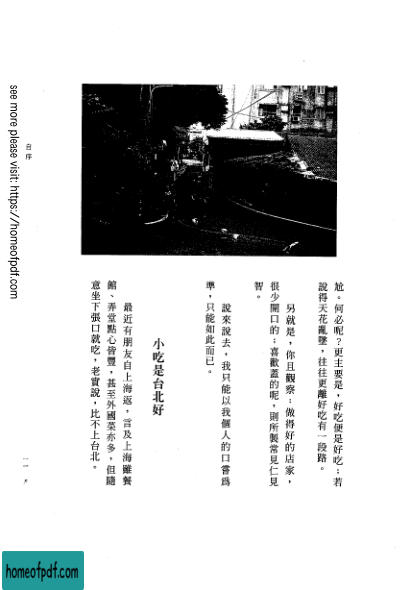 尬。何必呢？更主要是，好吃便是好吃；若
說得天花亂墜，往往更離好吃有一段路。
另就是，你且觀察：做得好的店家，
很少開口的；喜歡蓋的呢，則所製常見仁見
智。
說來說去，我只能以我個人的口嘗爲
準，只能如此而已。
小吃是台北好
最近有朋友自上海返，言及上海雖餐
館、弄堂點心皆豐，甚至外國菜亦多，但隨
意坐下張口就吃，老實說，比不上台北。
自序
一一
see more please visit: https://homeofpdf.com
homeofpdf.com